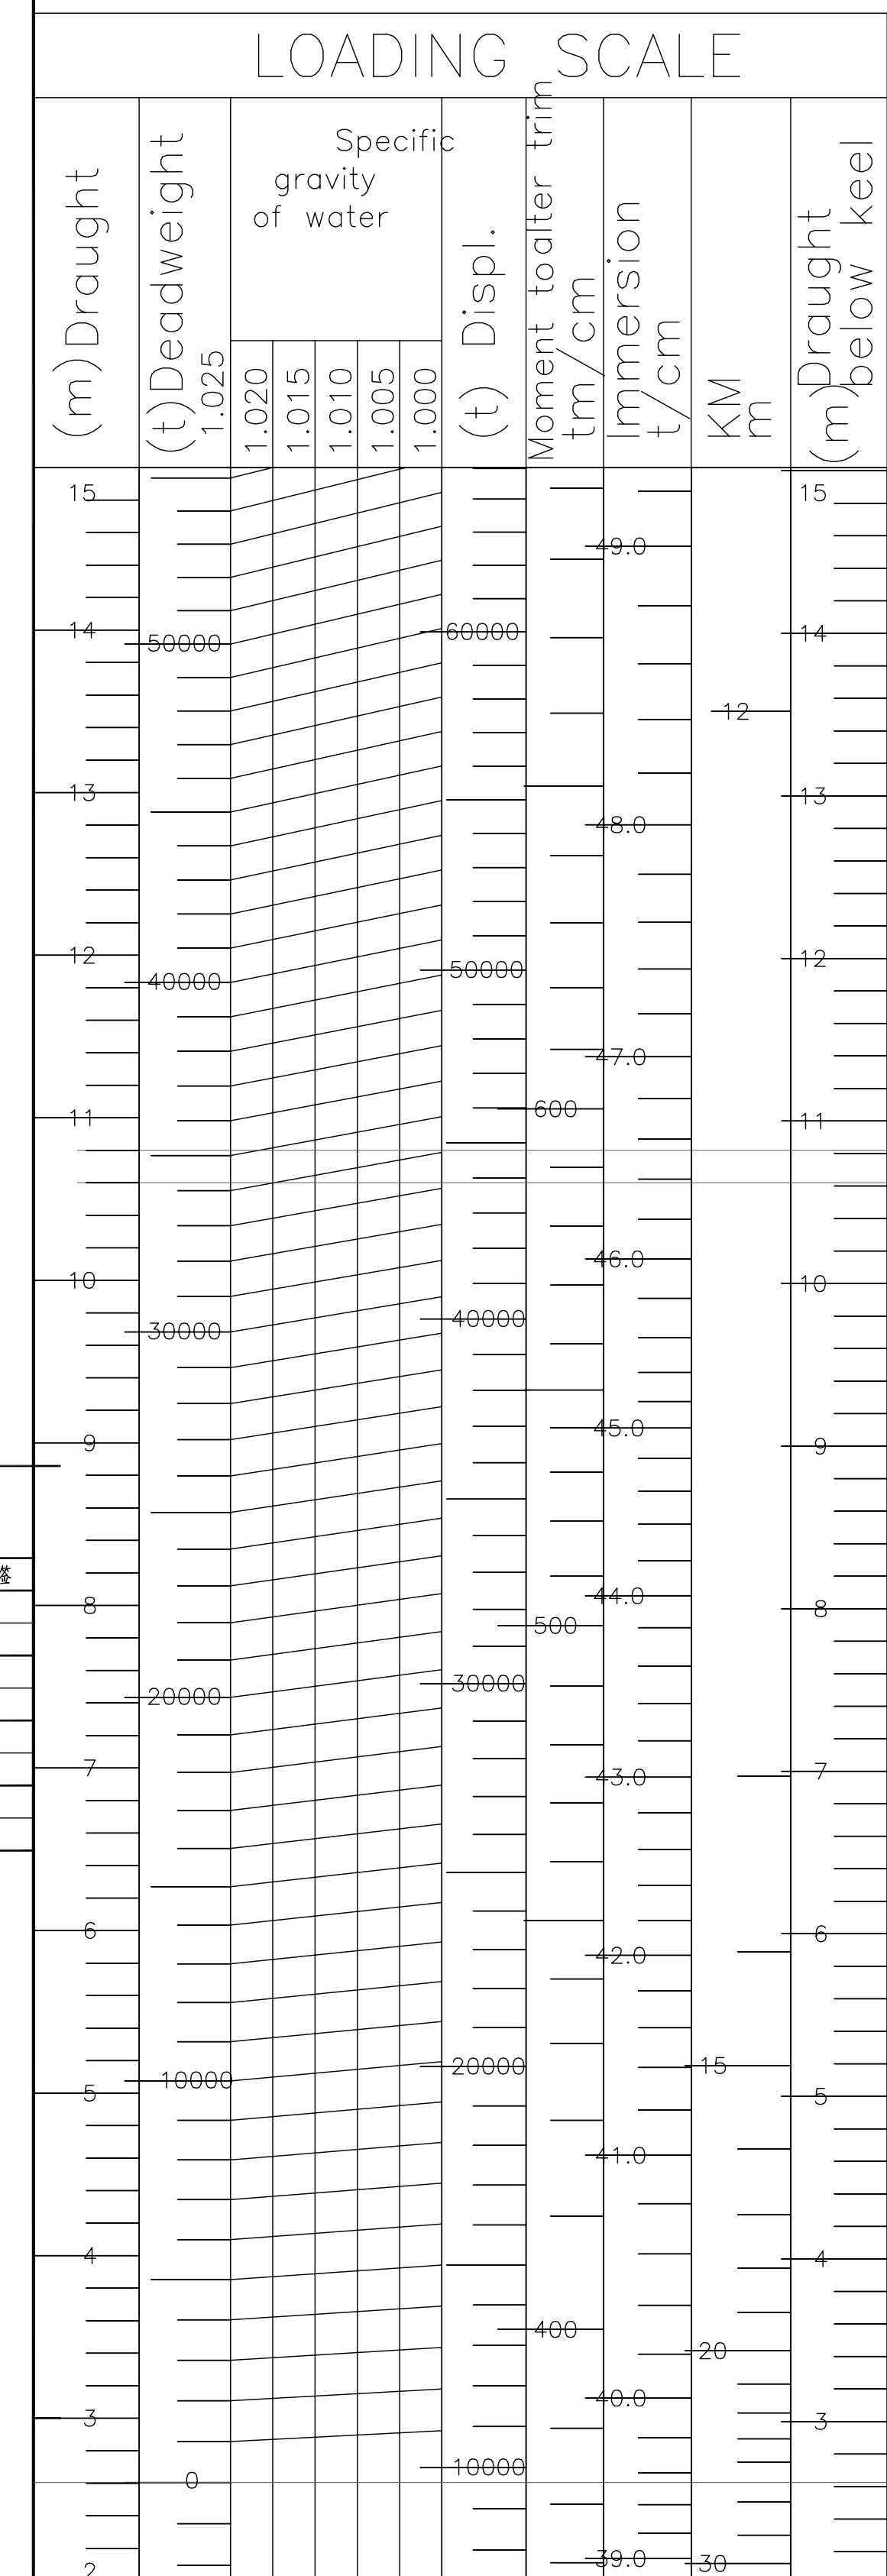 LOADING SCALE
(m) Draught
(t) Deadweight
1.025
Specific
gravity
of water
1.020
1.015
1.010
1.005
1.000
(t) Displ.
Moment toalter trim
tm/cm
Immersion
t/cm
KM
m
(m) Draught
below keel
15 15
49.0
14 50000 60000 14
12
13 13
48.0
12 40000 50000 12
47.0
600
11 11
46.0
10 10
30000 40000
45.0
9 9
签
44.0
8 8
500
20000 30000
7 43.0 7
6 6
42.0
10000 20000 15
5 5
41.0
4 4
400
20
40.0
3 3
10000
0
39.0 30
2